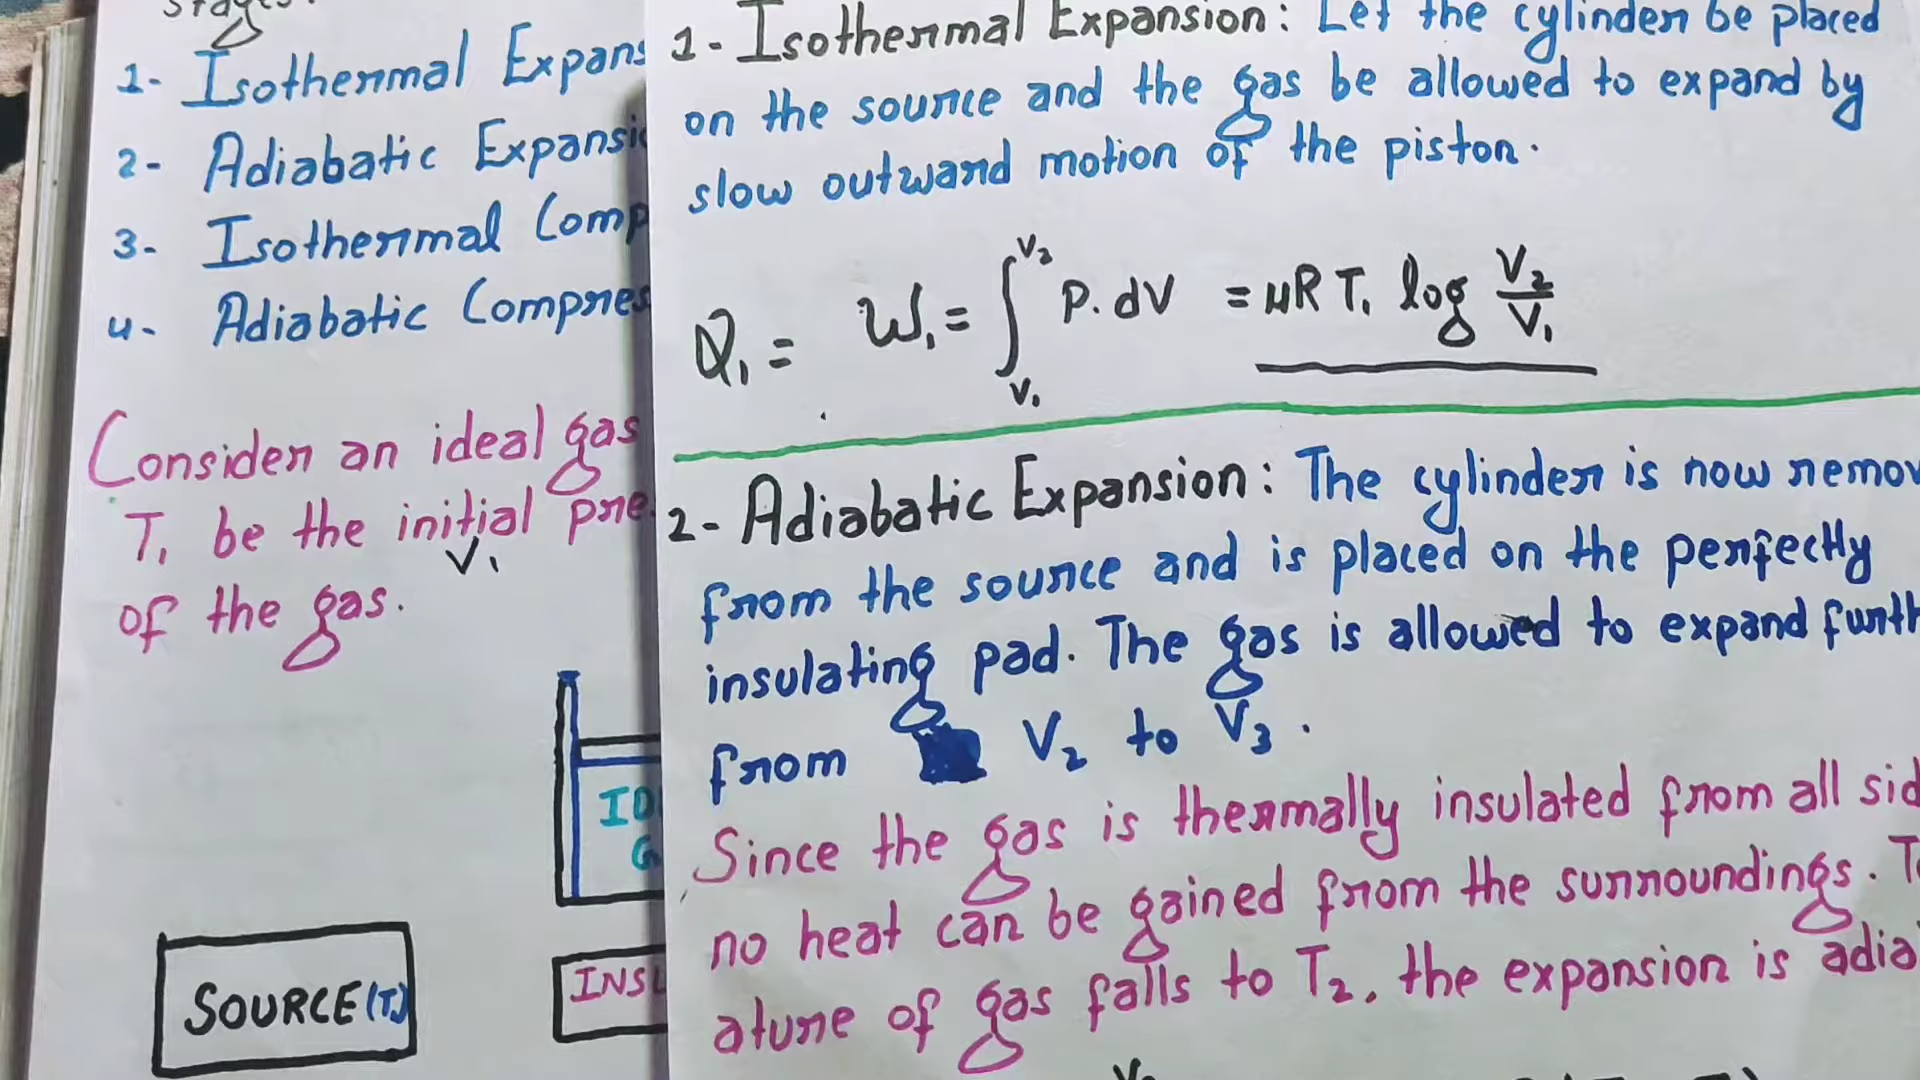 stages:
1- Isothermal Expans
2- Adiabatic Expansi
3- Isothermal Comp
4- Adiabatic Compres
Consider an ideal gas
T₁ be the initial pre
V₁
of the gas.
ID
G
SOURCE (T₁)
INSU
1- Isothermal Expansion: Let the cylinder be placed
on the source and the gas be allowed to expand by
slow outward motion of the piston.
Q₁ = W₁ = ∫_{V₁}^{V₂} P.dV = μRT₁ log V₂/V₁
2- Adiabatic Expansion: The cylinder is now remov
from the source and is placed on the perfectly
insulating pad. The gas is allowed to expand furth
from V₂ to V₃.
Since the gas is thermally insulated from all sid
no heat can be gained from the surroundings. Te
ature of gas falls to T₂, the expansion is adia